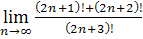 lim n→∞ (2n+1)!+(2n+2)! / (2n+3)!